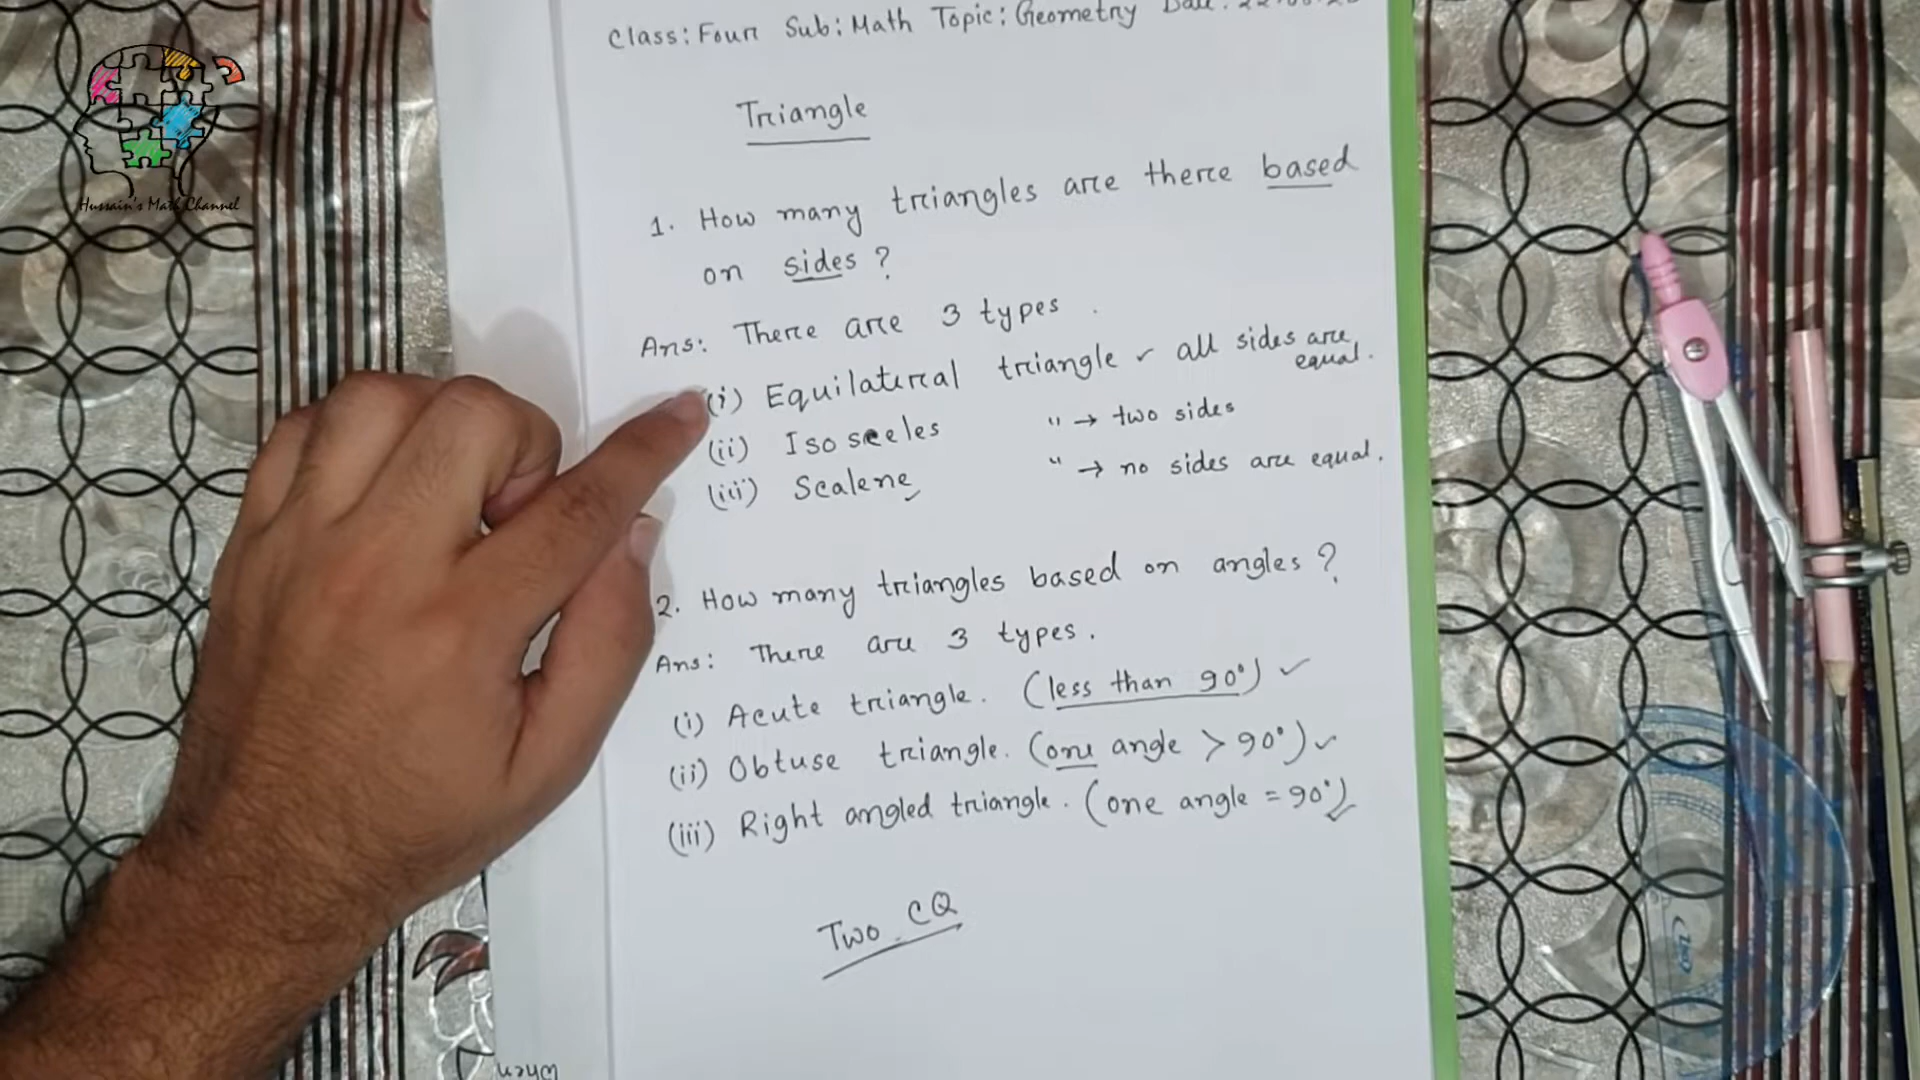 Class: Four Sub: Math Topic: Geometry
Triangle
1. How many triangles are there based
on sides ?
Ans: There are 3 types .
(i) Equilateral triangle ✓ all sides are
equal.
(ii) Isosceles " → two sides
(iii) Scalene " → no sides are equal.
2. How many triangles based on angles ?
Ans: There are 3 types.
(i) Acute triangle. (less than 90°) ✓
(ii) Obtuse triangle. (one angle > 90°) ✓
(iii) Right angled triangle. (one angle = 90°) ✓
Two CQ
Hussain's Math Channel
When